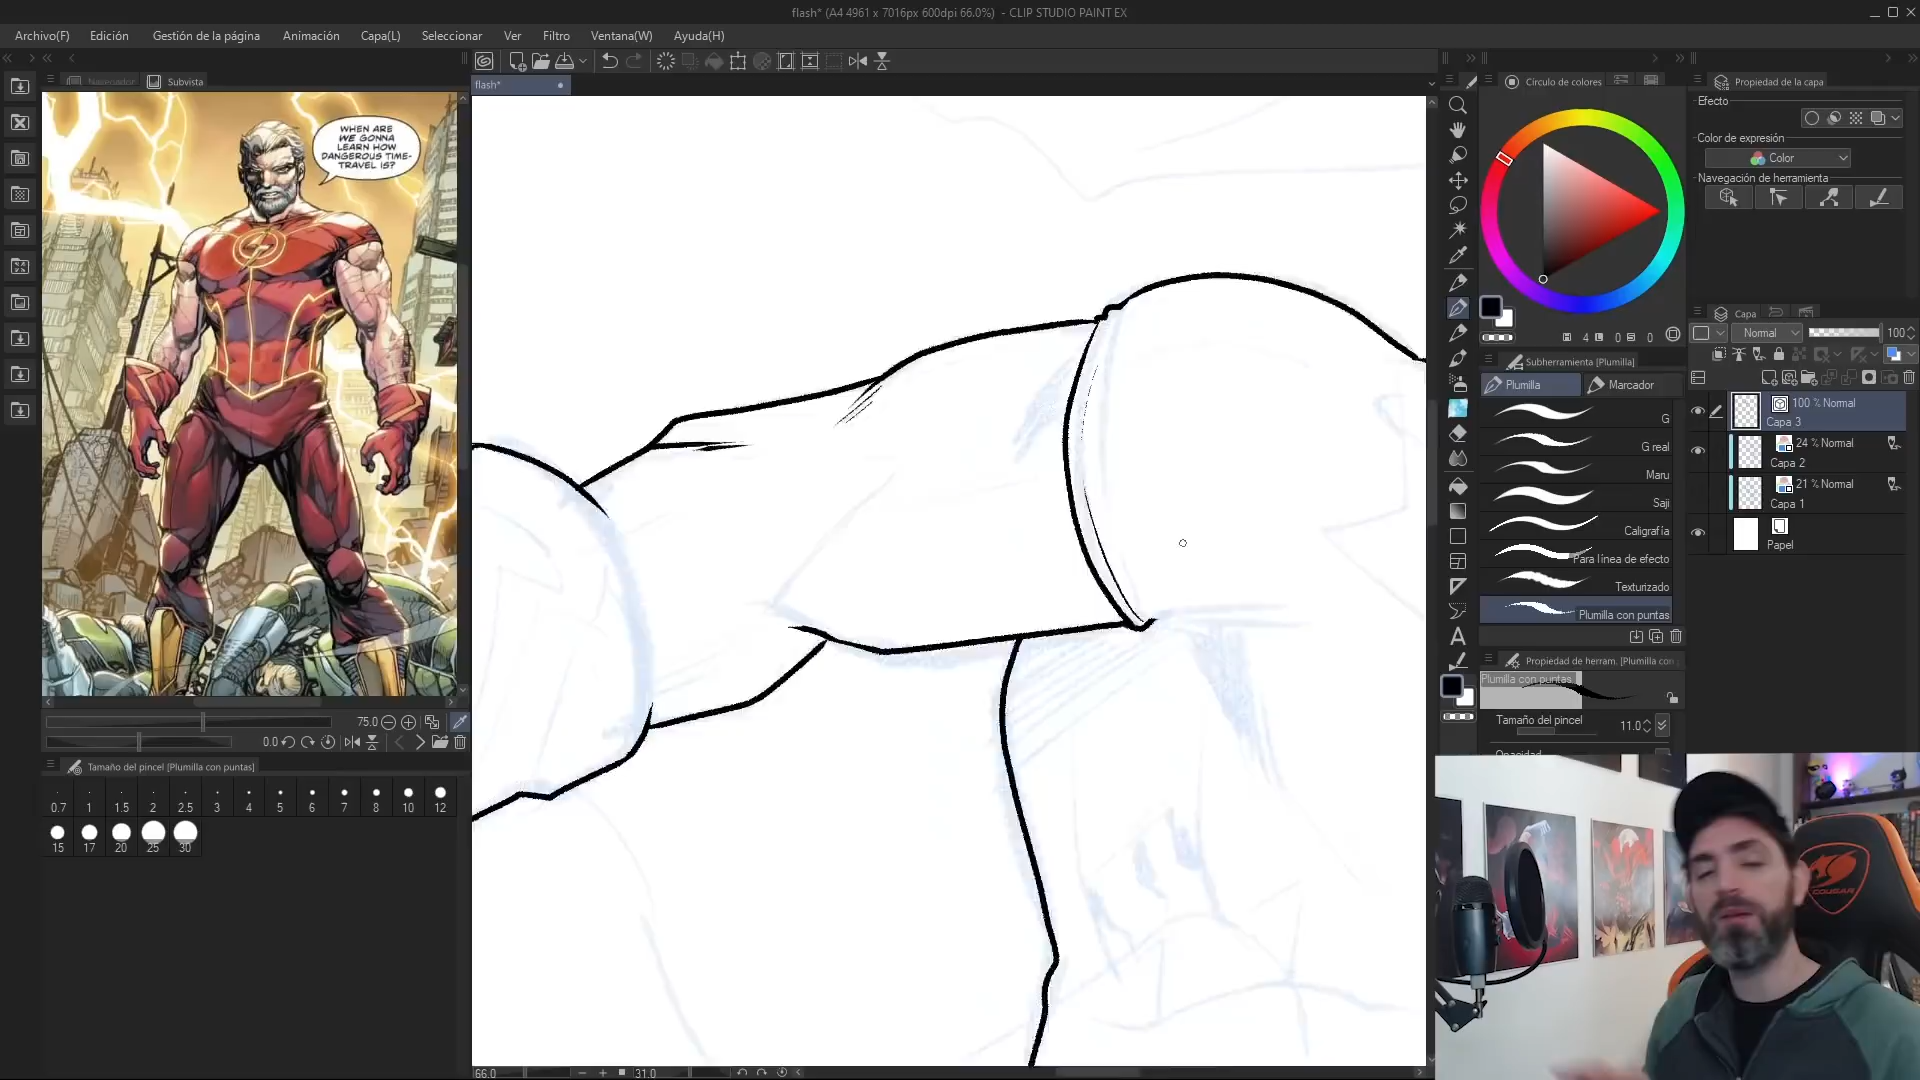 flash* (A4 4961 x 7016px 600dpi 66.0%) - CLIP STUDIO PAINT EX
Archivo(F) Edición Gestión de la página Animación Capa(L) Seleccionar Ver Filtro Ventana(W) Ayuda(H)
Navegador Subvista
flash*
WHEN ARE
WE GONNA
LEARN HOW
DANGEROUS TIME-
TRAVEL IS?
75.0
0.0
Tamaño del pincel [Plumilla con puntas]
0.7 1 1.5 2 2.5 3 4 5 6 7 8 10 12
15 17 20 25 30
66.0 31.0
Círculo de colores
4 L 0 S 0
Subherramienta [Plumilla]
Plumilla Marcador
G
G real
Maru
Saji
Caligrafía
Para línea de efecto
Texturizado
Plumilla con puntas
Propiedad de herram. [Plumilla con
Plumilla con puntas
Tamaño del pincel 11.0
Opacidad
Propiedad de la capa
Efecto
Color de expresión
Color
Navegación de herramienta
Capa
Normal 100
100 % Normal
Capa 3
24 % Normal
Capa 2
21 % Normal
Capa 1
Papel
COUGAR